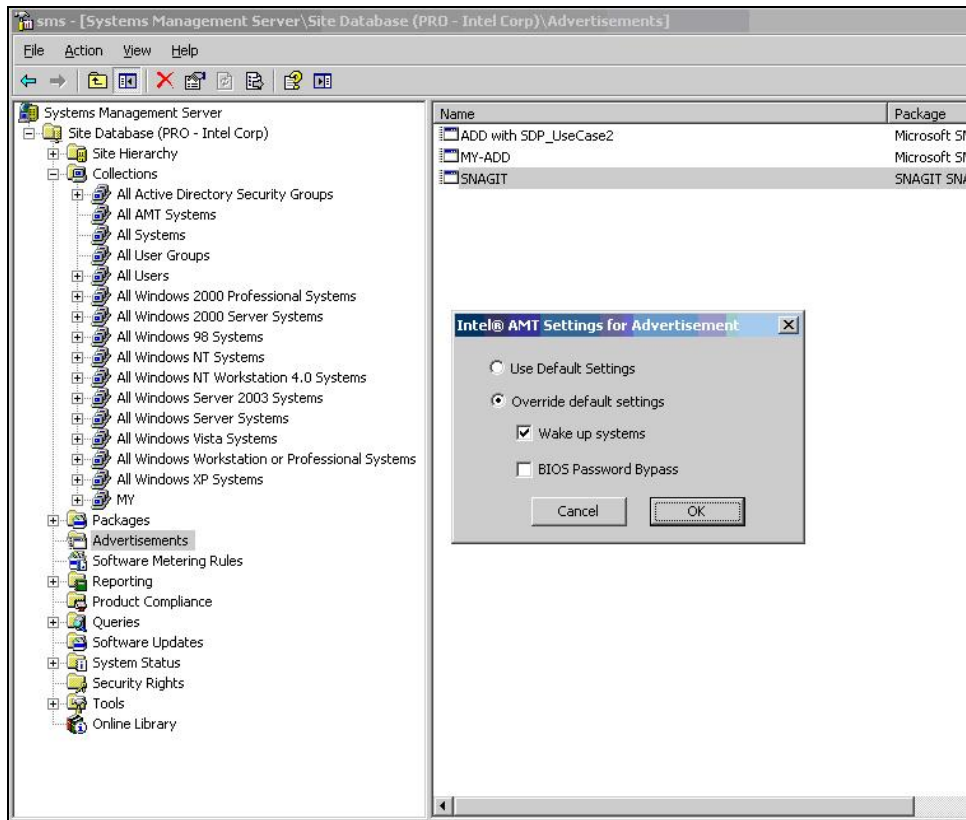 sms - [Systems Management Server\Site Database (PRO - Intel Corp)\Advertisements]
File Action View Help
Systems Management Server
Site Database (PRO - Intel Corp)
Site Hierarchy
Collections
All Active Directory Security Groups
All AMT Systems
All Systems
All User Groups
All Users
All Windows 2000 Professional Systems
All Windows 2000 Server Systems
All Windows 98 Systems
All Windows NT Systems
All Windows NT Workstation 4.0 Systems
All Windows Server 2003 Systems
All Windows Server Systems
All Windows Vista Systems
All Windows Workstation or Professional Systems
All Windows XP Systems
MY
Packages
Advertisements
Software Metering Rules
Reporting
Product Compliance
Queries
Software Updates
System Status
Security Rights
Tools
Online Library
Name Package
ADD with SDP_UseCase2 Microsoft
MY-ADD Microsoft
SNAGIT SNAGIT
Intel® AMT Settings for Advertisement
Use Default Settings
Override default settings
Wake up systems
BIOS Password Bypass
Cancel OK